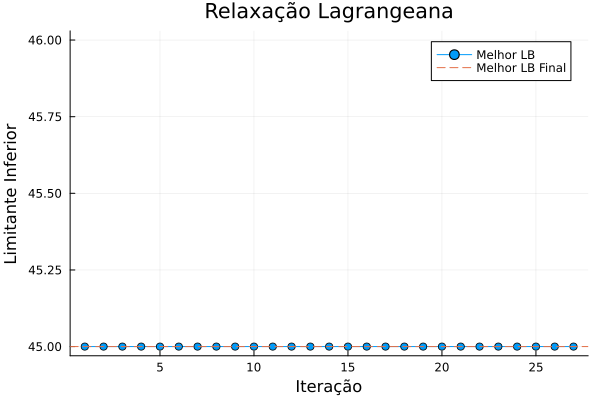 Relaxação Lagrangeana
Melhor LB
Melhor LB Final
Limitante Inferior
46.00
45.75
45.50
45.25
45.00
5
10
15
20
25
Iteração